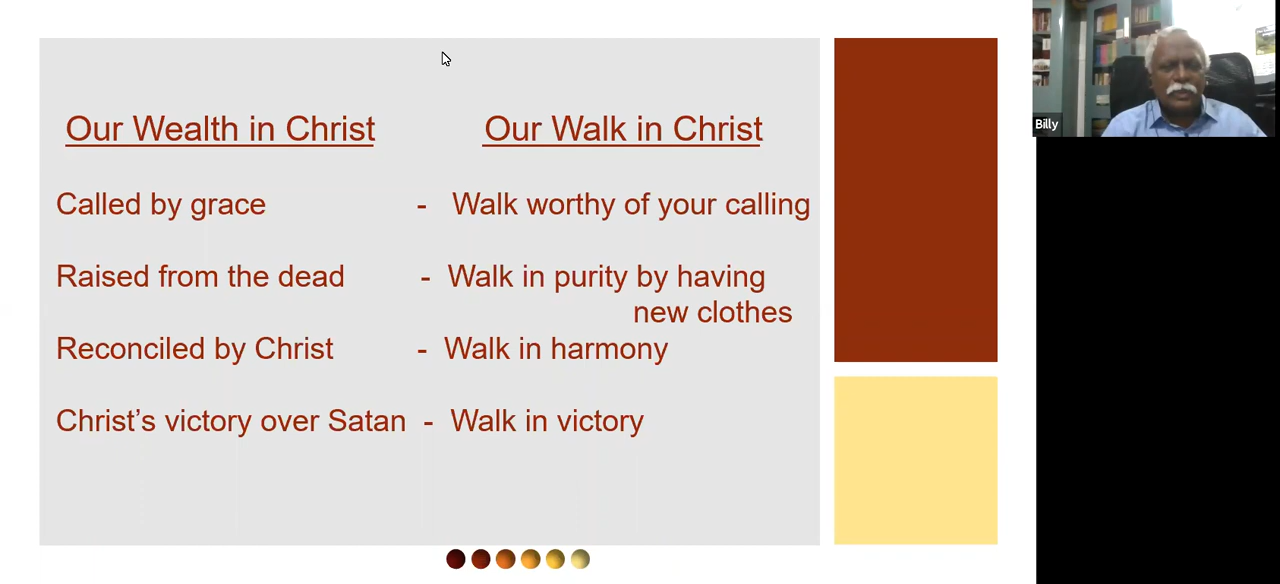 Our Wealth in Christ Our Walk in Christ
Called by grace - Walk worthy of your calling
Raised from the dead - Walk in purity by having
new clothes
Reconciled by Christ - Walk in harmony
Christ’s victory over Satan - Walk in victory
Billy